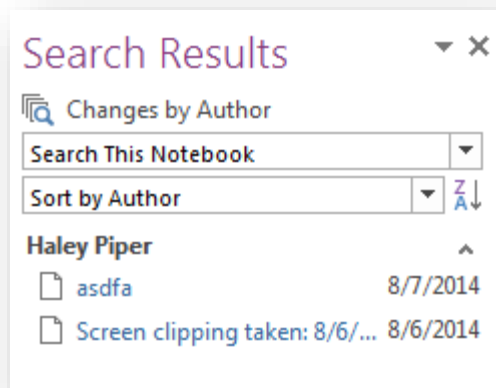 Search Results
Changes by Author
Search This Notebook
Sort by Author
Z
A
Haley Piper
asdfa 8/7/2014
Screen clipping taken: 8/6/... 8/6/2014